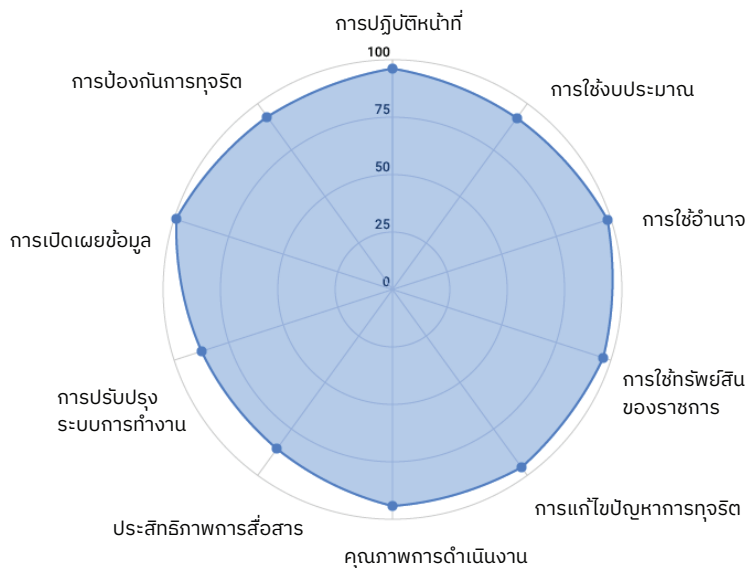 การปฏิบัติหน้าที่
100
การป้องกันการทุจริต
การใช้งบประมาณ
75
50
การใช้อำนาจ
25
การเปิดเผยข้อมูล
0
การใช้ทรัพย์สิน
ของราชการ
การปรับปรุง
ระบบการทำงาน
การแก้ไขปัญหาการทุจริต
ประสิทธิภาพการสื่อสาร
คุณภาพการดำเนินงาน